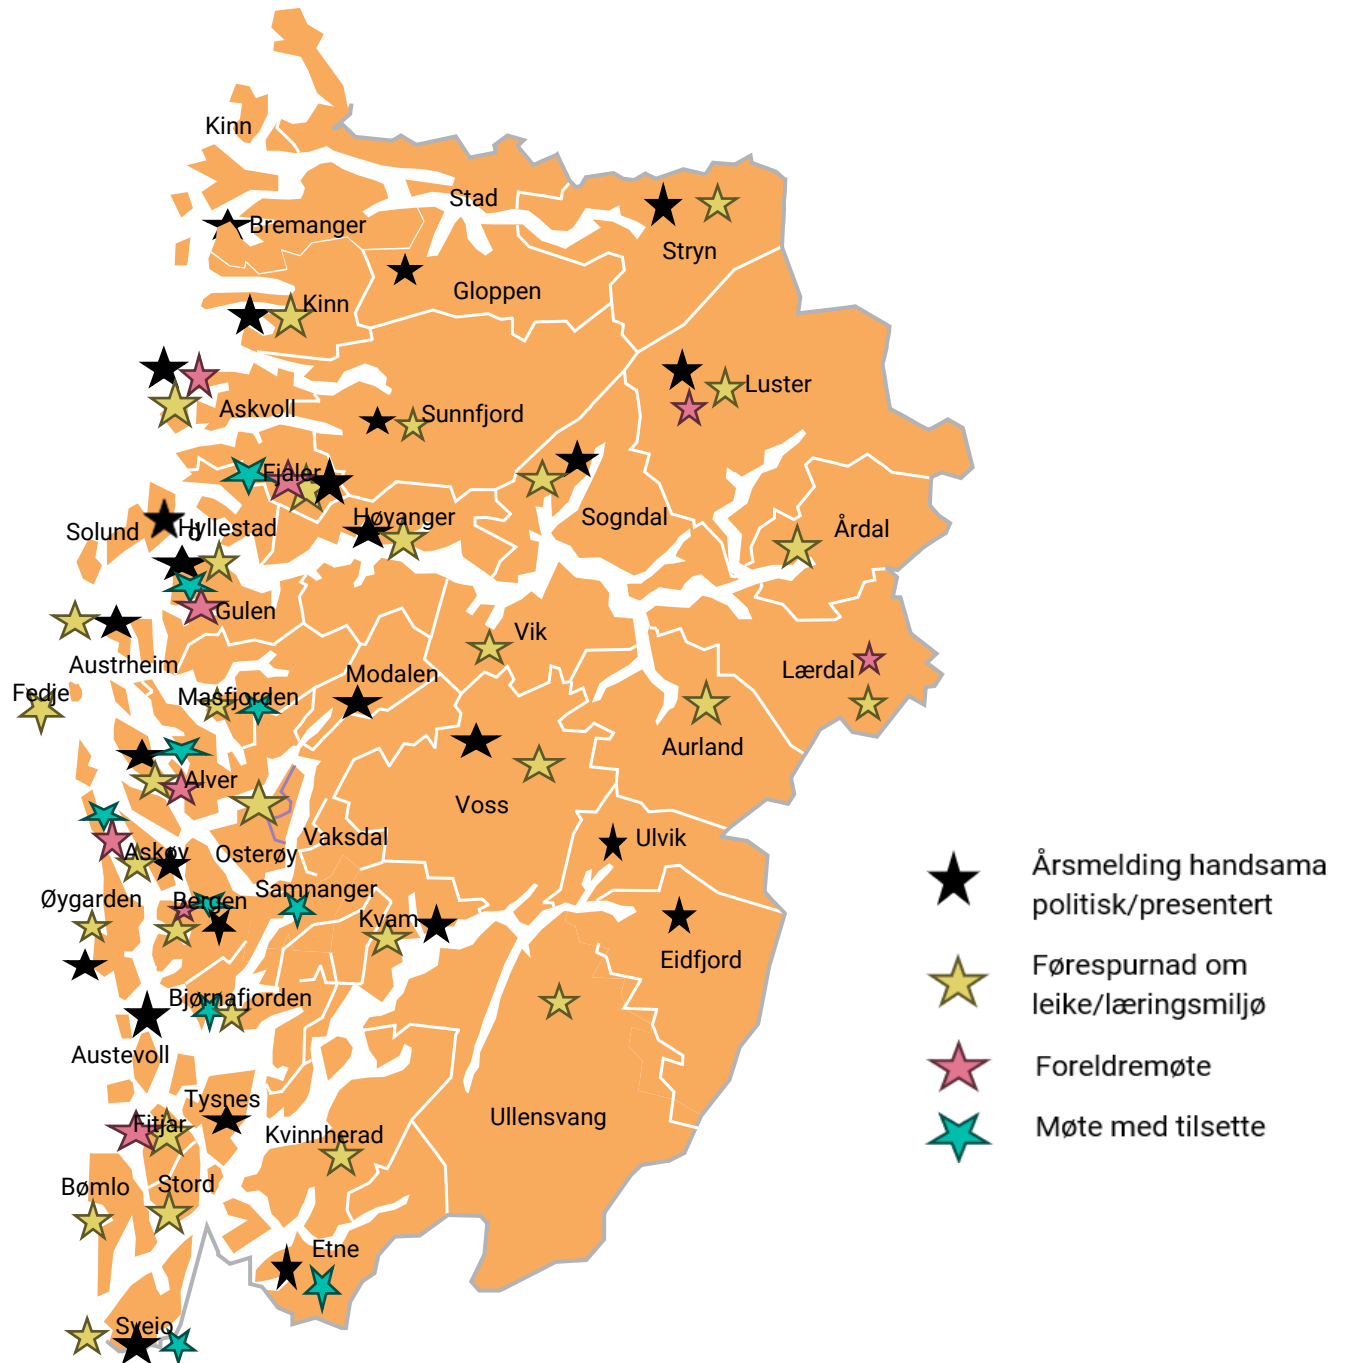 Kinn
Stad
Bremanger
Stryn
Gloppen
Kinn
Luster
Askvoll
Sunnfjord
Fjaler
Høyanger
Sogndal
Solund
Hyllestad
d
Årdal
Gulen
Vik
Austrheim
Lærdal
Modalen
Fedje
Masfjorden
Aurland
Alver
Voss
Vaksdal
Ulvik
Askøy
Osterøy
Samnanger
Øygarden
Bergen
Kvam
Eidfjord
Bjørnafjorden
Austevoll
Tysnes
Ullensvang
Fitjar
Kvinnherad
Bømlo
Stord
Etne
Sveio
Årsmelding handsama
politisk/presentert
Førespurnad om
leike/læringsmiljø
Foreldremøte
Møte med tilsette